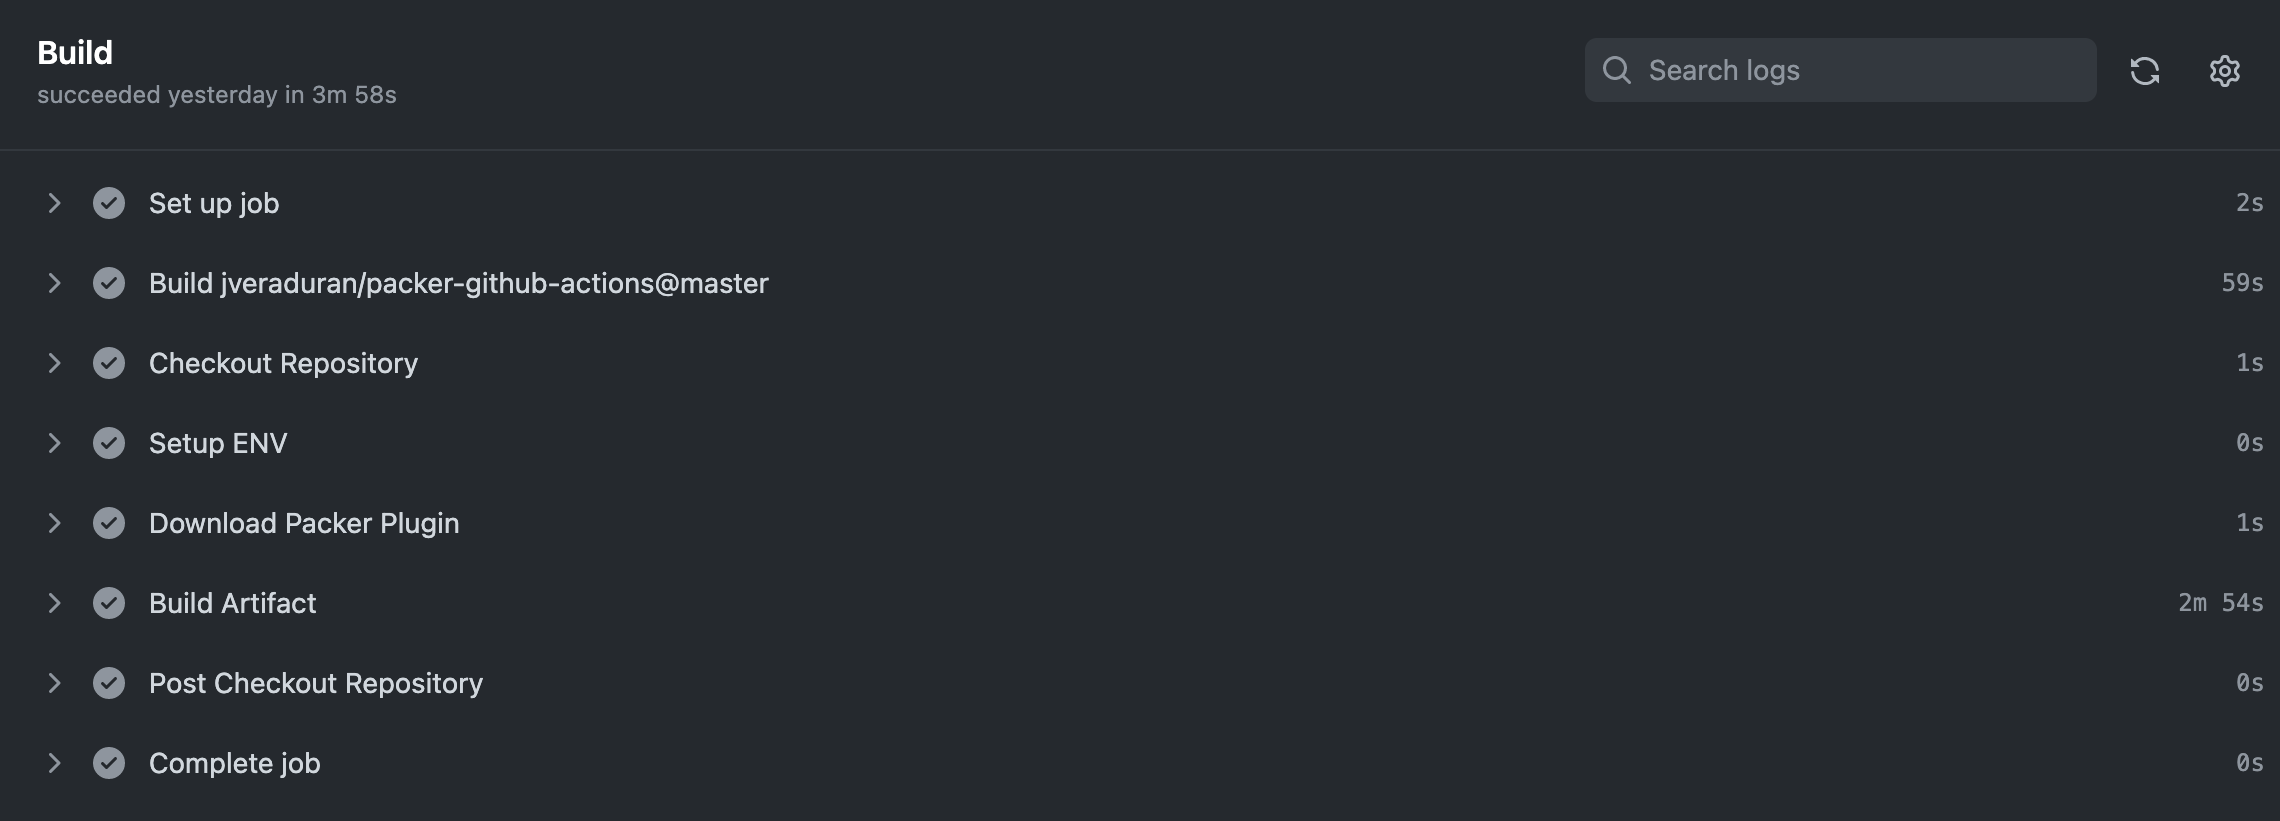 Build
succeeded yesterday in 3m 58s
Search logs
Set up job 2s
Build jveraduran/packer-github-actions@master 59s
Checkout Repository 1s
Setup ENV 0s
Download Packer Plugin 1s
Build Artifact 2m 54s
Post Checkout Repository 0s
Complete job 0s